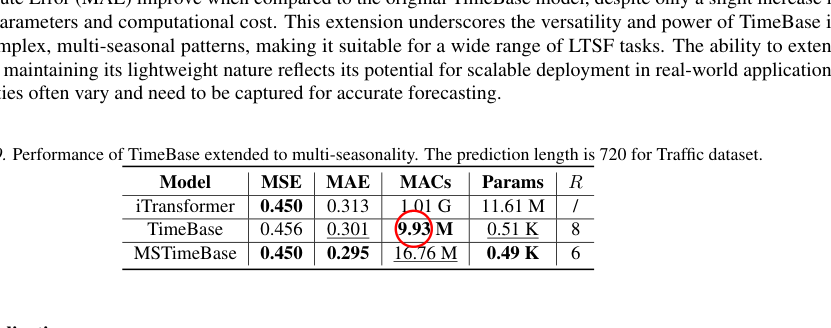 Error (MAE) improve when compared to the original TimeBase model, despite only a slight increase i
arameters and computational cost. This extension underscores the versatility and power of TimeBase i
mplex, multi-seasonal patterns, making it suitable for a wide range of LTSF tasks. The ability to exten
maintaining its lightweight nature reflects its potential for scalable deployment in real-world application
ties often vary and need to be captured for accurate forecasting.
9. Performance of TimeBase extended to multi-seasonality. The prediction length is 720 for Traffic dataset.
Model MSE MAE MACs Params R
iTransformer 0.450 0.313 1.01 G 11.61 M /
TimeBase 0.456 0.301 9.93 M 0.51 K 8
MSTimeBase 0.450 0.295 16.76 M 0.49 K 6